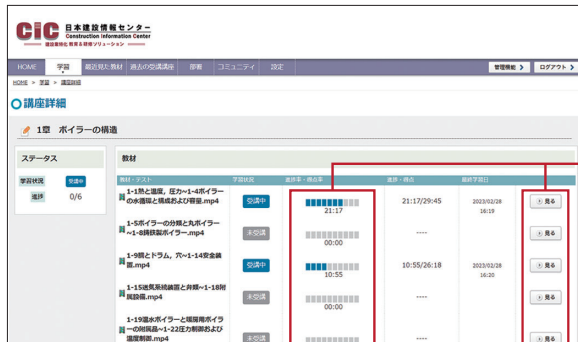 CIC 日本建設情報センター
Construction Information Center
建設業特化 教育&研修ソリューション
HOME 学習 最近見た教材 過去の受講講座 部署 コミュニティ 設定 管理機能 ログアウト
HOME > 学習 > 講座詳細
講座詳細
1章 ボイラーの構造
ステータス
学習状況 受講中
進捗 0/6
教材
教材・テスト 学習状況 進捗率・得点率 進捗・得点 最終学習日
1-1熱と温度，圧力~1-4ボイラーの水循環と構成および容量.mp4 受講中 21:17 21:17/29:45 2023/02/28 16:19 見る
1-5ボイラーの分類と丸ボイラー~1-8鋳鉄製ボイラー.mp4 未受講 00:00 ---- 見る
1-9胴とドラム，穴~1-14安全装置.mp4 受講中 10:55 10:55/26:18 2023/02/28 16:20 見る
1-15送気系統装置と弁類~1-18附属設備.mp4 未受講 00:00 ---- 見る
1-19温水ボイラーと暖房用ボイラーの附属品~1-22圧力制御および温度制御.mp4 未受講 ---- 見る